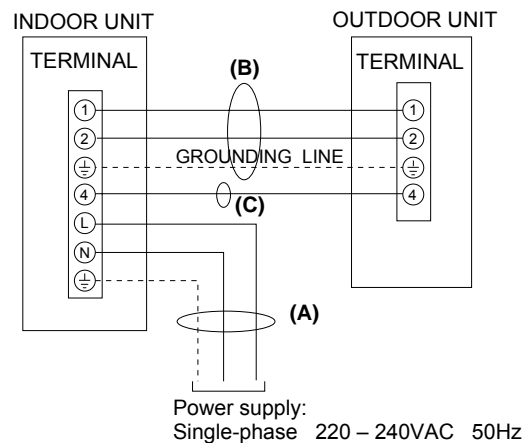 INDOOR UNIT
OUTDOOR UNIT
TERMINAL
TERMINAL
(B)
1
1
2
2
GROUNDING LINE
4
4
(C)
L
N
(A)
Power supply:
Single-phase 220 – 240VAC 50Hz